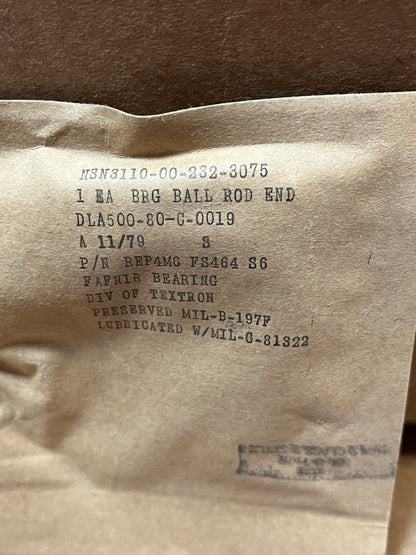 NSN3110-00-232-3075
1 EA BRG BALL ROD END
DLA500-80-C-0019
A 11/79 S
P/N REP4M6 FS464 S6
FAFNIR BEARING
DIV OF TEXTRON
PRESERVED MIL-B-197F
LUBRICATED W/MIL-G-81322